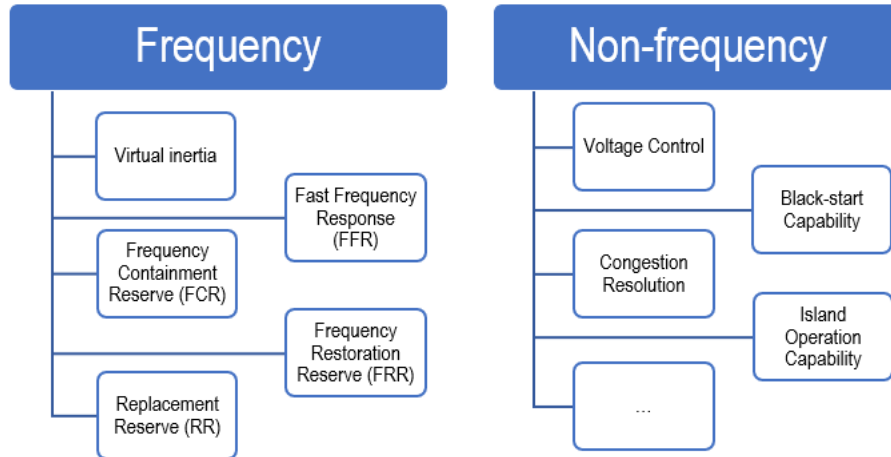 Frequency
Virtual inertia
Fast Frequency
Response
(FFR)
Frequency
Containment
Reserve (FCR)
Frequency
Restoration
Reserve (FRR)
Replacement
Reserve (RR)
Non-frequency
Voltage Control
Black-start
Capability
Congestion
Resolution
Island
Operation
Capability
...